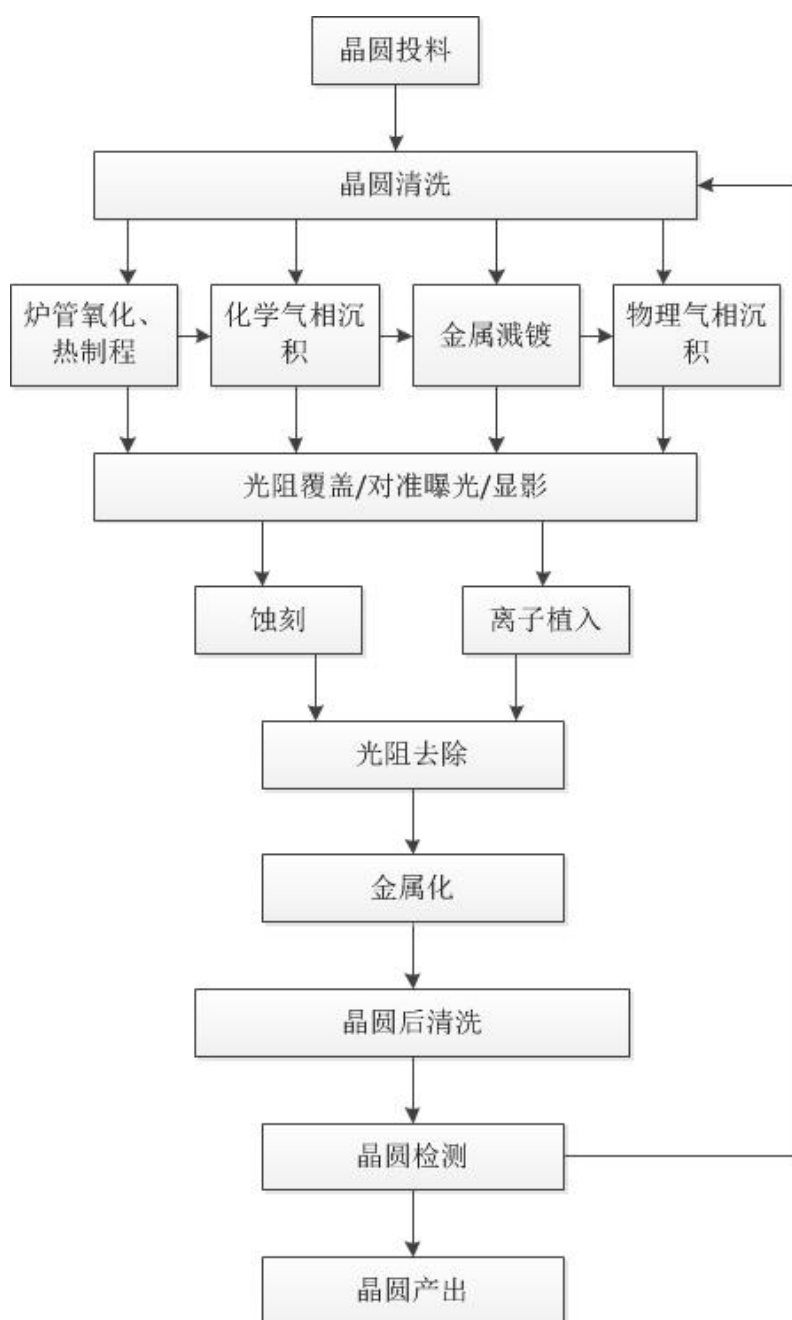 晶圆投料
晶圆清洗
炉管氧化、
热制程
化学气相沉
积
金属溅镀
物理气相沉
积
光阻覆盖/对准曝光/显影
蚀刻
离子植入
光阻去除
金属化
晶圆后清洗
晶圆检测
晶圆产出